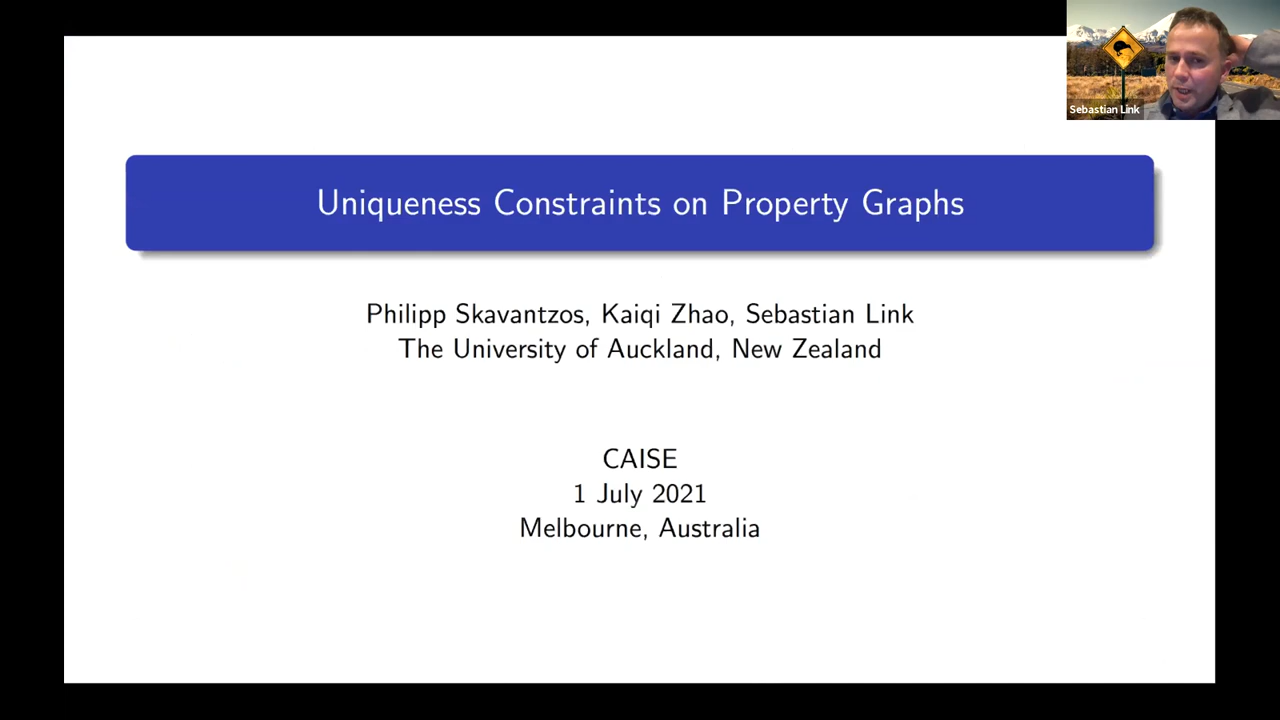 Sebastian Link
Uniqueness Constraints on Property Graphs
Philipp Skavantzos, Kaiqi Zhao, Sebastian Link
The University of Auckland, New Zealand
CAISE
1 July 2021
Melbourne, Australia